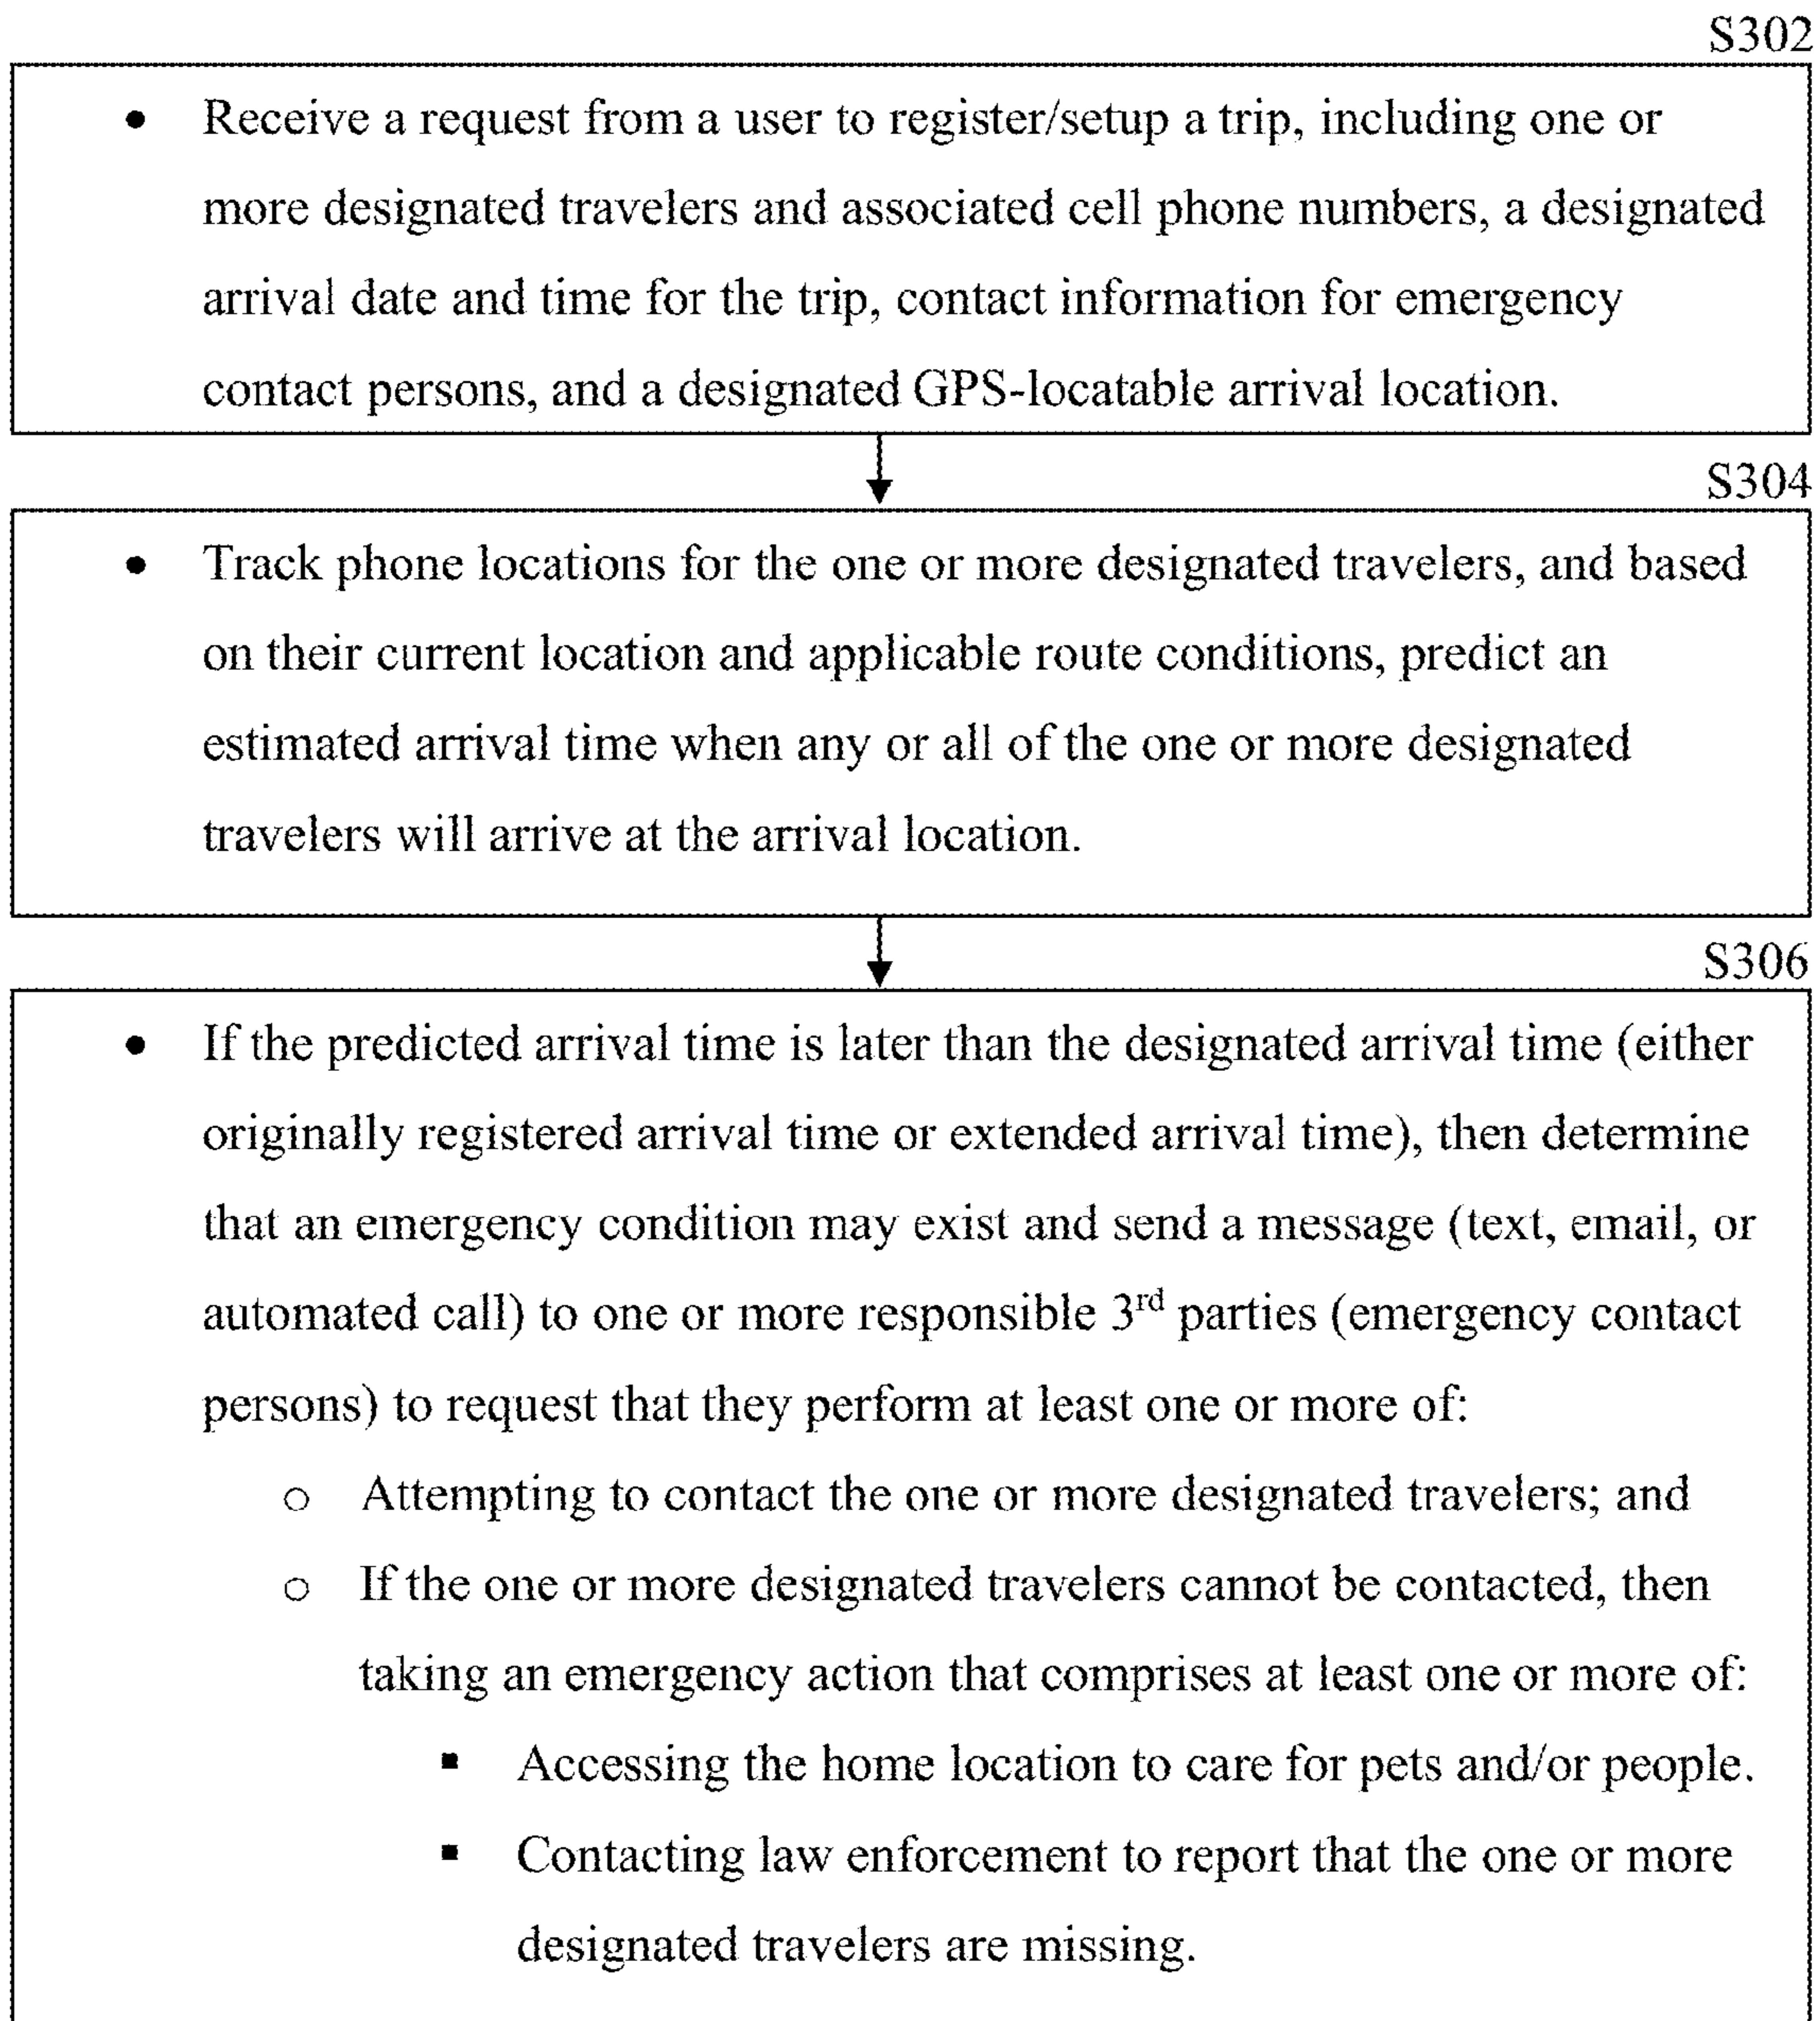 S302
• Receive a request from a user to register/setup a trip, including one or
more designated travelers and associated cell phone numbers, a designated
arrival date and time for the trip, contact information for emergency
contact persons, and a designated GPS-locatable arrival location.
S304
• Track phone locations for the one or more designated travelers, and based
on their current location and applicable route conditions, predict an
estimated arrival time when any or all of the one or more designated
travelers will arrive at the arrival location.
S306
• If the predicted arrival time is later than the designated arrival time (either
originally registered arrival time or extended arrival time), then determine
that an emergency condition may exist and send a message (text, email, or
automated call) to one or more responsible 3rd parties (emergency contact
persons) to request that they perform at least one or more of:
○ Attempting to contact the one or more designated travelers; and
○ If the one or more designated travelers cannot be contacted, then
taking an emergency action that comprises at least one or more of:
▪ Accessing the home location to care for pets and/or people.
▪ Contacting law enforcement to report that the one or more
designated travelers are missing.